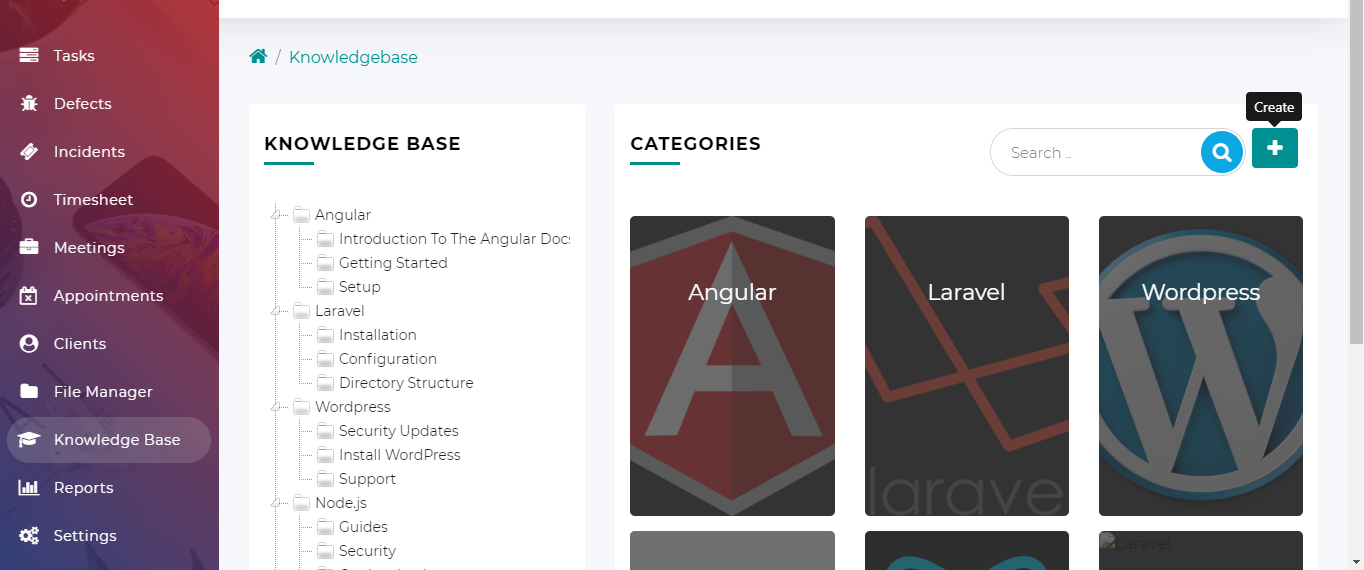 Tasks
Defects
Incidents
Timesheet
Meetings
Appointments
Clients
File Manager
Knowledge Base
Reports
Settings
/ Knowledgebase
KNOWLEDGE BASE
Angular
Introduction To The Angular Docs
Getting Started
Setup
Laravel
Installation
Configuration
Directory Structure
Wordpress
Security Updates
Install WordPress
Support
Node.js
Guides
Security
CATEGORIES
Search ..
Create
Angular
Laravel
larave
Wordpress
Laravel